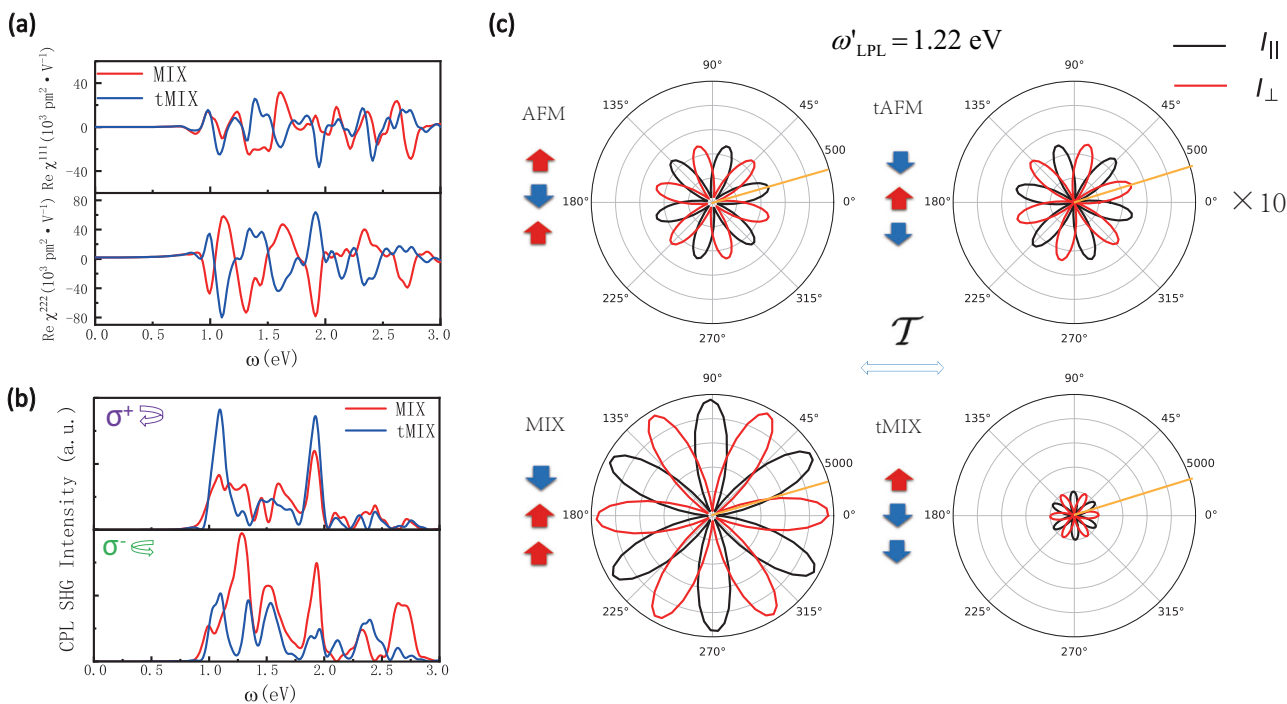 (a)
MIX
tMIX
Re χ¹¹¹ (10³ pm²•V⁻¹)
40
0
-40
MIX
tMIX
Re χ²²² (10³ pm²•V⁻¹)
80
40
0
-40
-80
0.0 0.5 1.0 1.5 2.0 2.5 3.0
ω(eV)
(b)
σ⁺
MIX
tMIX
σ⁻
CPL SHG Intensity (a. u.)
0.0 0.5 1.0 1.5 2.0 2.5 3.0
ω(eV)
(c)
ω'LPL = 1.22 eV
I∥
I⊥
AFM
0°
45°
90°
135°
180°
225°
270°
315°
500
tAFM
0°
45°
90°
135°
180°
225°
270°
315°
500
×10
𝒯
MIX
0°
45°
90°
135°
180°
225°
270°
315°
5000
tMIX
0°
45°
90°
135°
180°
225°
270°
315°
5000